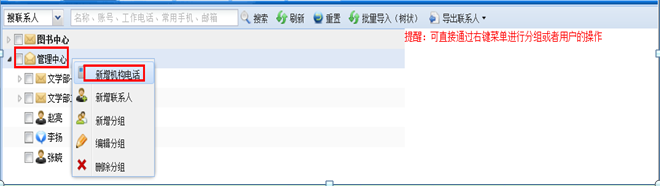 搜联系人 名称、账号、工作电话、常用手机、邮箱 搜索 刷新 重置 批量导入（树状） 导出联系人
图书中心 提醒：可直接通过右键菜单进行分组或者用户的操作
管理中心
文学部 新增机构电话
文学部 新增联系人
赵亮 新增分组
李扬 编辑分组
张晓 删除分组